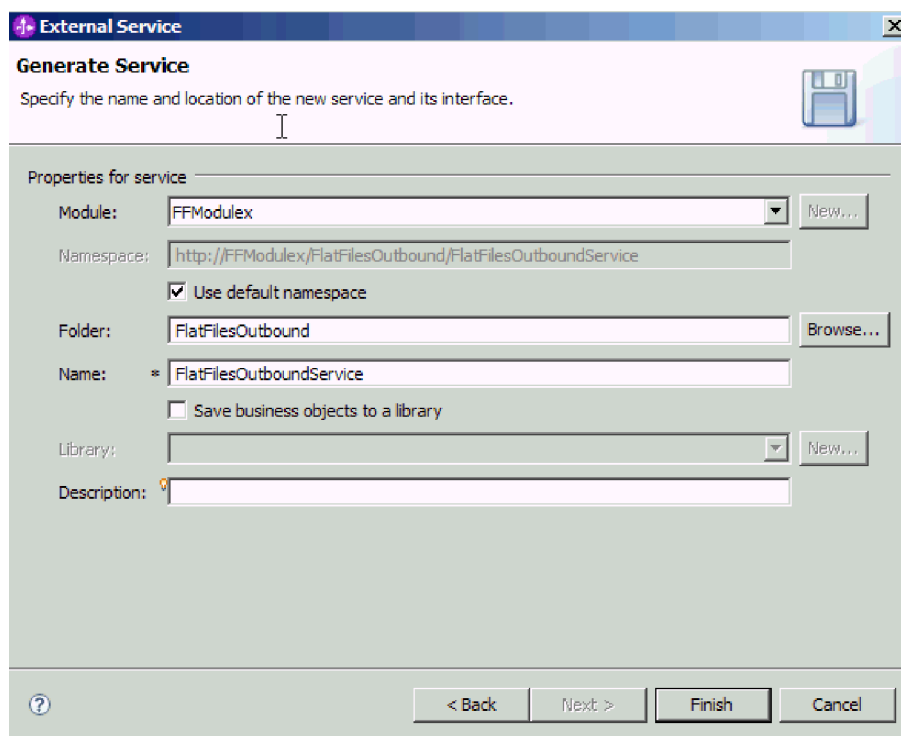 External Service
Generate Service
Specify the name and location of the new service and its interface.
Properties for service
Module: FFModulex New...
Namespace: http://FFModulex/FlatFilesOutbound/FlatFilesOutboundService
Use default namespace
Folder: FlatFilesOutbound Browse...
Name: * FlatFilesOutboundService
Save business objects to a library
Library: New...
Description:
? < Back Next > Finish Cancel